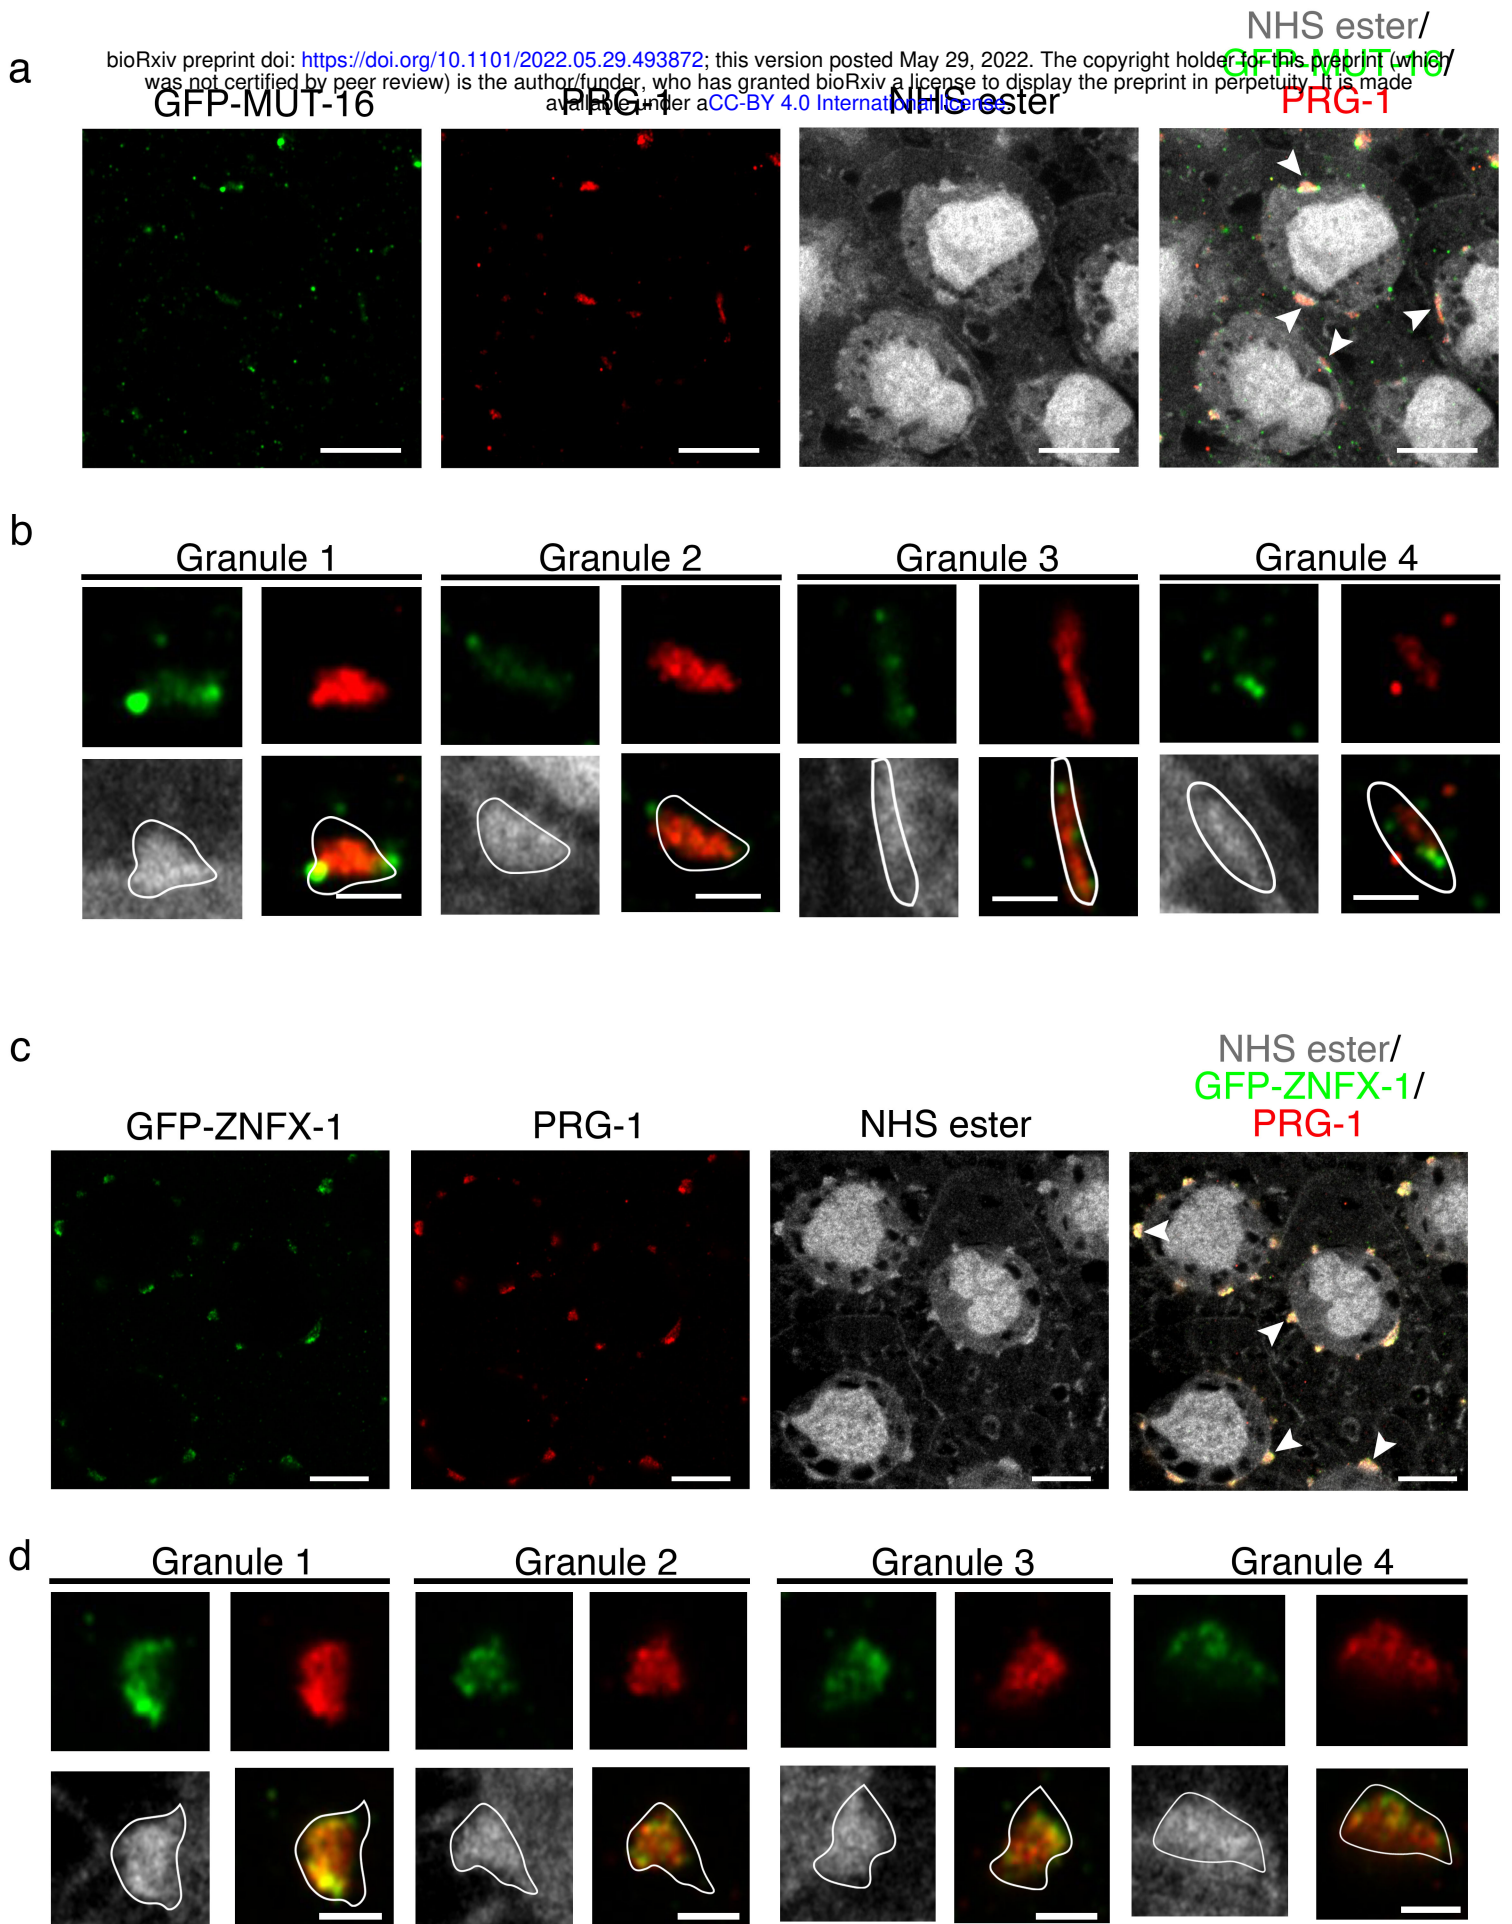 NHS ester/
a
bioRxiv preprint doi: https://doi.org/10.1101/2022.05.29.493872; this version posted May 29, 2022. The copyright holder for this preprint (which
GFP-MUT-16/
was not certified by peer review) is the author/funder, who has granted bioRxiv a license to display the preprint in perpetuity. It is made
available under aCC-BY 4.0 International license.
GFP-MUT-16 PRG-1 NHS ester PRG-1
b
Granule 1 Granule 2 Granule 3 Granule 4
c
NHS ester/
GFP-ZNFX-1/
GFP-ZNFX-1 PRG-1 NHS ester PRG-1
d
Granule 1 Granule 2 Granule 3 Granule 4